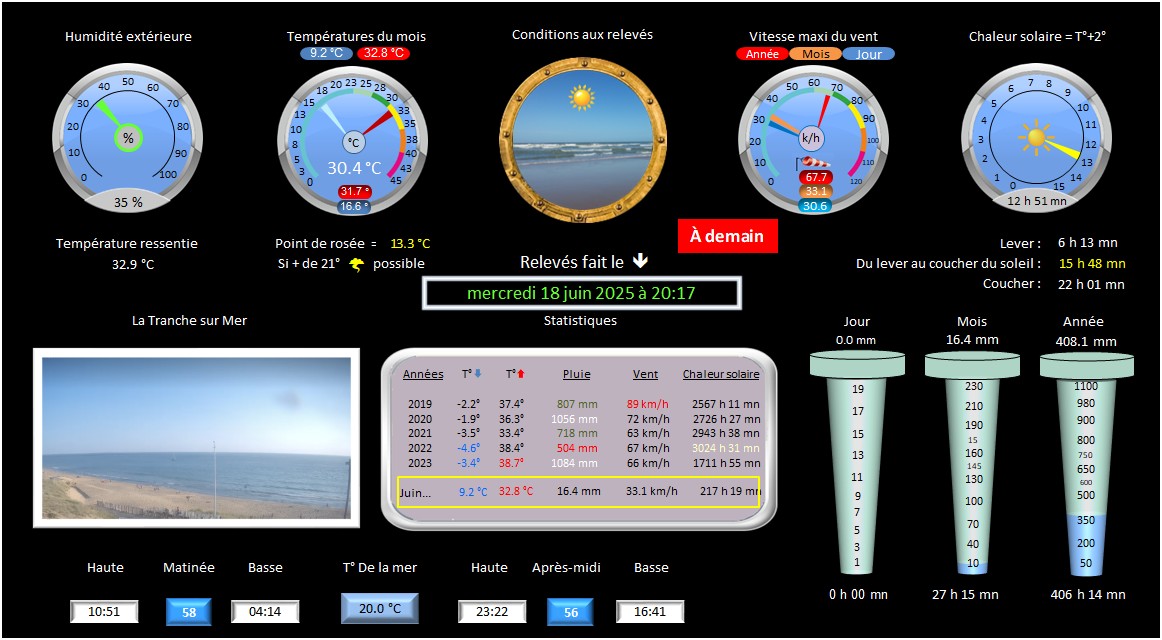 Humidité extérieure
Températures du mois
9.2 °C 32.8 °C
Conditions aux relevés
Vitesse maxi du vent
Année Mois Jour
Chaleur solaire = T°+2°
0 10 20 30 40 50 60 70 80 90 100
%
35 %
0 3 5 8 10 13 15 18 20 23 25 28 30 33 35 38 40 43 45
°C
30.4 °C
31.7 °
16.6 °
0 10 20 30 40 50 60 70 80 90 100 110 120
k/h
67.7
33.1
30.6
0 1 2 3 4 5 6 7 8 9 10 11 12 13 14 15
12 h 51 mn
Température ressentie
32.9 °C
Point de rosée = 13.3 °C
Si + de 21° possible
À demain
Relevés fait le
mercredi 18 juin 2025 à 20:17
Lever : 6 h 13 mn
Du lever au coucher du soleil : 15 h 48 mn
Coucher : 22 h 01 mn
La Tranche sur Mer
Statistiques
Années T° T° Pluie Vent Chaleur solaire
2019 -2.2° 37.4° 807 mm 89 km/h 2567 h 11 mn
2020 -1.9° 36.3° 1056 mm 72 km/h 2726 h 27 mn
2021 -3.5° 33.4° 718 mm 63 km/h 2943 h 38 mn
2022 -4.6° 38.4° 504 mm 67 km/h 3024 h 31 mn
2023 -3.4° 38.7° 1084 mm 66 km/h 1711 h 55 mn
Juin... 9.2 °C 32.8 °C 16.4 mm 33.1 km/h 217 h 19 mn
Jour
0.0 mm
19
17
15
13
11
9
7
5
3
1
0 h 00 mn
Mois
16.4 mm
230
210
190
15
160
145
130
100
70
40
10
27 h 15 mn
Année
408.1 mm
1100
980
900
800
750
650
600
500
350
200
50
406 h 14 mn
Haute Matinée Basse T° De la mer Haute Après-midi Basse
10:51 58 04:14 20.0 °C 23:22 56 16:41